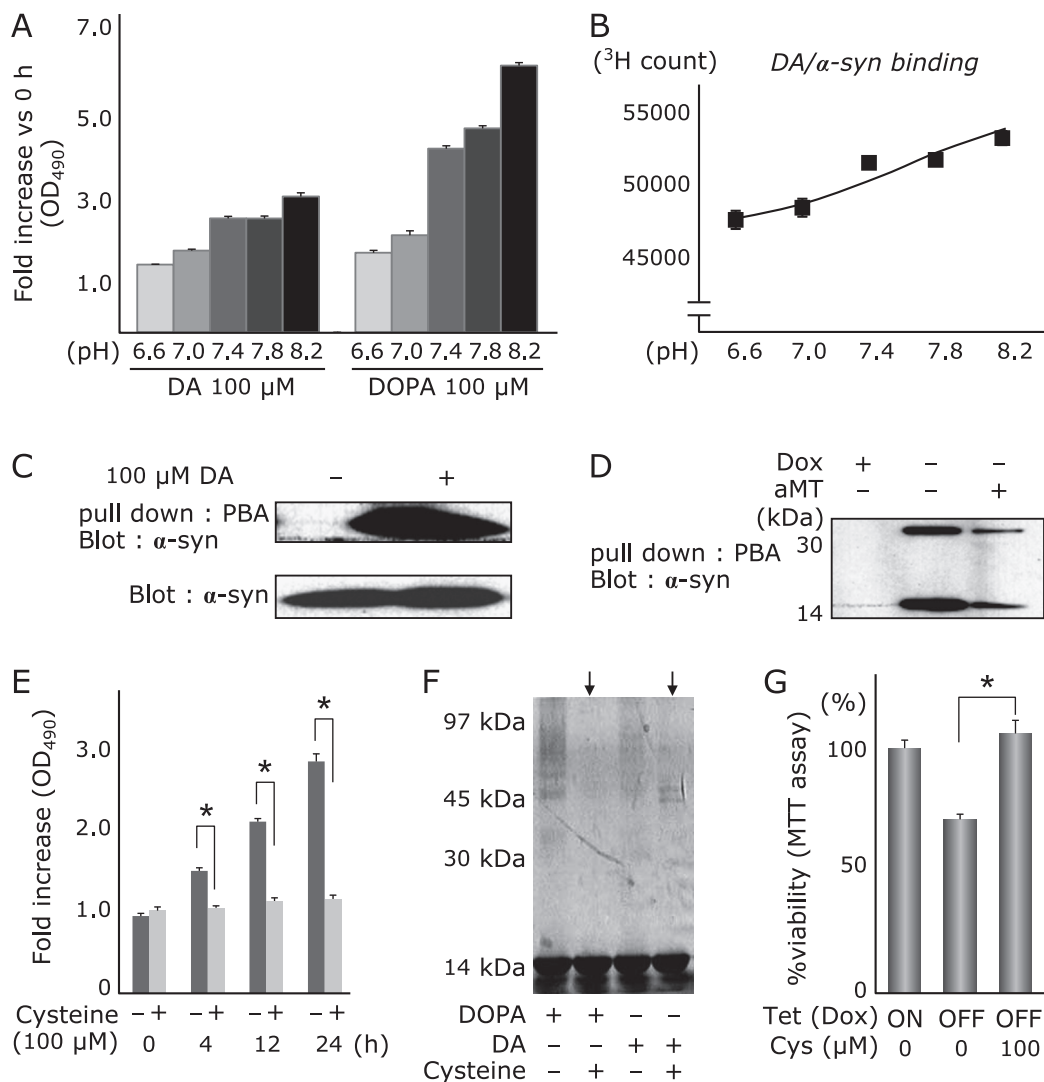 A
Fold increase vs 0 h
(OD490)
7.0
5.0
3.0
1.0
(pH) 6.6 7.0 7.4 7.8 8.2 6.6 7.0 7.4 7.8 8.2
DA 100 μM DOPA 100 μM
B
(3H count) DA/α-syn binding
55000
50000
45000
(pH) 6.6 7.0 7.4 7.8 8.2
C
100 μM DA − +
pull down : PBA
Blot : α-syn
Blot : α-syn
D
Dox + − −
aMT − − +
(kDa)
30
pull down : PBA
Blot : α-syn
14
E
Fold increase (OD490)
3.0
2.0
1.0
0
* * *
Cysteine − + − + − + − +
(100 μM) 0 4 12 24 (h)
F
97 kDa
45 kDa
30 kDa
14 kDa
DOPA + + − −
DA − − + +
Cysteine − + − +
G
%viability (MTT assay)
(%)
100
50
0
*
Tet (Dox) ON OFF OFF
Cys (μM) 0 0 100